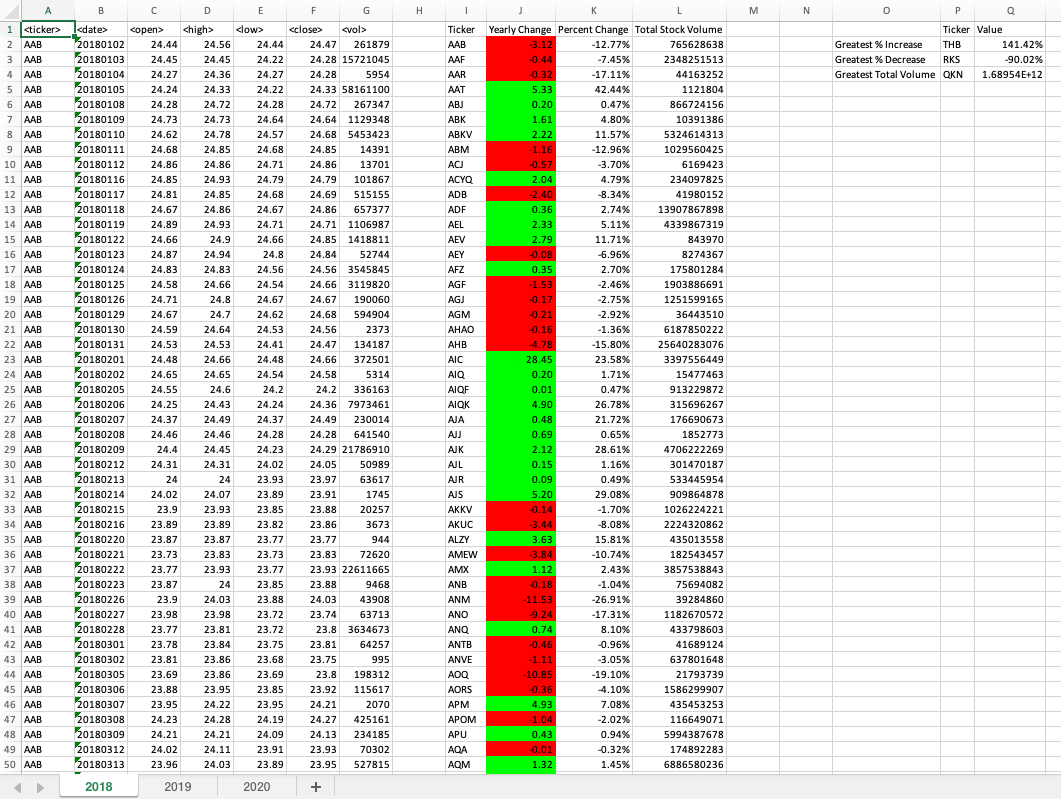 A B C D E F G H I J K L M N O P Q
1 <ticker> <date> <open> <high> <low> <close> <vol> Ticker Yearly Change Percent Change Total Stock Volume Ticker Value
2 AAB 20180102 24.44 24.56 24.44 24.47 261879 AAB -3.12 -12.77% 765628638 Greatest % Increase THB 141.42%
3 AAB 20180103 24.45 24.45 24.22 24.28 15721045 AAF -0.44 -7.45% 2348251513 Greatest % Decrease RKS -90.02%
4 AAB 20180104 24.27 24.36 24.27 24.28 5954 AAR -0.32 -17.11% 44163252 Greatest Total Volume QKN 1.68954E+12
5 AAB 20180105 24.24 24.33 24.22 24.33 58161100 AAT 5.33 42.44% 1121804
6 AAB 20180108 24.28 24.72 24.28 24.72 267347 ABJ 0.20 0.47% 866724156
7 AAB 20180109 24.73 24.73 24.64 24.64 1129348 ABK 1.61 4.80% 10391386
8 AAB 20180110 24.62 24.78 24.57 24.68 5453423 ABKV 2.22 11.57% 5324614313
9 AAB 20180111 24.68 24.85 24.68 24.85 14391 ABM -1.16 -12.96% 1029560425
10 AAB 20180112 24.86 24.86 24.71 24.86 13701 ACJ -0.57 -3.70% 6169423
11 AAB 20180116 24.85 24.93 24.79 24.79 101867 ACYQ 2.04 4.79% 234097825
12 AAB 20180117 24.81 24.85 24.68 24.69 515155 ADB -2.40 -8.34% 41980152
13 AAB 20180118 24.67 24.86 24.67 24.86 657377 ADF 0.36 2.74% 13907867898
14 AAB 20180119 24.89 24.93 24.71 24.71 1106987 AEL 2.33 5.11% 4339867319
15 AAB 20180122 24.66 24.9 24.66 24.85 1418811 AEV 2.79 11.71% 843970
16 AAB 20180123 24.87 24.94 24.8 24.84 52744 AEY -0.08 -6.96% 8274367
17 AAB 20180124 24.83 24.83 24.56 24.56 3545845 AFZ 0.35 2.70% 175801284
18 AAB 20180125 24.58 24.66 24.54 24.66 3119820 AGF -1.53 -2.46% 1903886691
19 AAB 20180126 24.71 24.8 24.67 24.67 190060 AGJ -0.17 -2.75% 1251599165
20 AAB 20180129 24.67 24.7 24.62 24.68 594904 AGM -0.21 -2.92% 36443510
21 AAB 20180130 24.59 24.64 24.53 24.56 2373 AHAO -0.16 -1.36% 6187850222
22 AAB 20180131 24.53 24.53 24.41 24.47 134187 AHB -4.78 -15.80% 25640283076
23 AAB 20180201 24.48 24.66 24.48 24.66 372501 AIC 28.45 23.58% 3397556449
24 AAB 20180202 24.65 24.65 24.54 24.58 5314 AIQ 0.20 1.71% 15477463
25 AAB 20180205 24.55 24.6 24.2 24.2 336163 AIQF 0.01 0.47% 913229872
26 AAB 20180206 24.25 24.43 24.24 24.36 7973461 AIQK 4.90 26.78% 315696267
27 AAB 20180207 24.37 24.49 24.37 24.49 230014 AJA 0.48 21.72% 176690673
28 AAB 20180208 24.46 24.46 24.28 24.28 641540 AJJ 0.69 0.65% 1852773
29 AAB 20180209 24.4 24.45 24.23 24.29 21786910 AJK 2.12 28.61% 4706222269
30 AAB 20180212 24.31 24.31 24.02 24.05 50989 AJL 0.15 1.16% 301470187
31 AAB 20180213 24 24 23.93 23.97 63617 AJR 0.09 0.49% 533445954
32 AAB 20180214 24.02 24.07 23.89 23.91 1745 AJS 5.20 29.08% 909864878
33 AAB 20180215 23.9 23.93 23.85 23.88 20257 AKKV -0.14 -1.70% 1026224221
34 AAB 20180216 23.89 23.89 23.82 23.86 3673 AKUC -3.44 -8.08% 2224320862
35 AAB 20180220 23.87 23.87 23.77 23.77 944 ALZY 3.63 15.81% 435013558
36 AAB 20180221 23.73 23.83 23.73 23.83 72620 AMEW -3.84 -10.74% 182543457
37 AAB 20180222 23.77 23.93 23.77 23.93 22611665 AMX 1.12 2.43% 3857538843
38 AAB 20180223 23.87 24 23.85 23.88 9468 ANB -0.18 -1.04% 75694082
39 AAB 20180226 23.9 24.03 23.88 24.03 43908 ANM -11.53 -26.91% 39284860
40 AAB 20180227 23.98 23.98 23.72 23.74 63713 ANO -9.24 -17.31% 1182670572
41 AAB 20180228 23.77 23.81 23.72 23.8 3634673 ANQ 0.74 8.10% 433798603
42 AAB 20180301 23.78 23.84 23.75 23.81 64257 ANTB -0.46 -0.96% 41689124
43 AAB 20180302 23.81 23.86 23.68 23.75 995 ANVE -1.11 -3.05% 637801648
44 AAB 20180305 23.69 23.86 23.69 23.8 198312 AOQ -10.85 -19.10% 21793739
45 AAB 20180306 23.88 23.95 23.85 23.92 115617 AORS -0.36 -4.10% 1586299907
46 AAB 20180307 23.95 24.22 23.95 24.21 2070 APM 4.93 7.08% 435453253
47 AAB 20180308 24.23 24.28 24.19 24.27 425161 APOM -1.04 -2.02% 116649071
48 AAB 20180309 24.21 24.21 24.09 24.13 234185 APU 0.43 0.94% 5994387678
49 AAB 20180312 24.02 24.11 23.91 23.93 70302 AQA -0.01 -0.32% 174892283
50 AAB 20180313 23.96 24.03 23.89 23.95 527815 AQM 1.32 1.45% 6886580236
2018 2019 2020 +